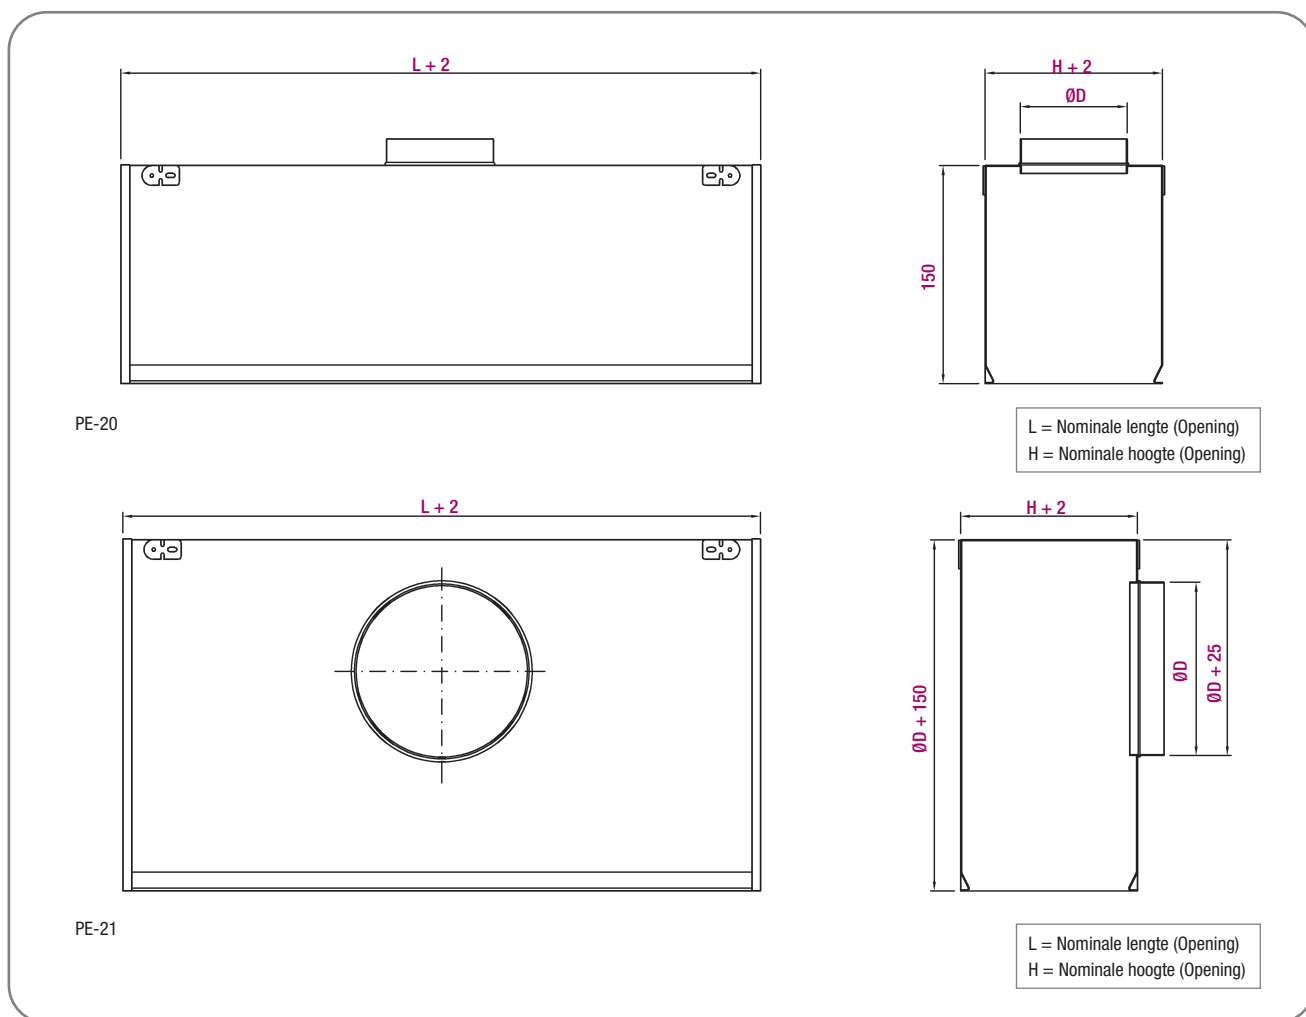 L + 2
H + 2
ØD
150
PE-20
L = Nominale lengte (Opening)
H = Nominale hoogte (Opening)
L + 2
H + 2
ØD + 150
ØD
ØD + 25
PE-21
L = Nominale lengte (Opening)
H = Nominale hoogte (Opening)